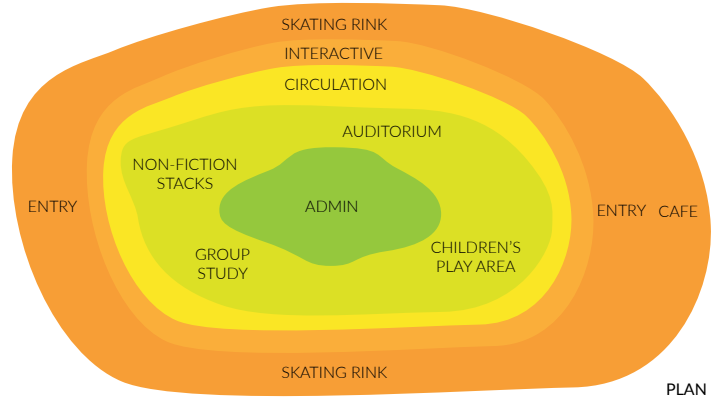 SKATING RINK
INTERACTIVE
CIRCULATION
AUDITORIUM
NON-FICTION
STACKS
ENTRY
ADMIN
ENTRY CAFE
GROUP
STUDY
CHILDREN'S
PLAY AREA
SKATING RINK
PLAN